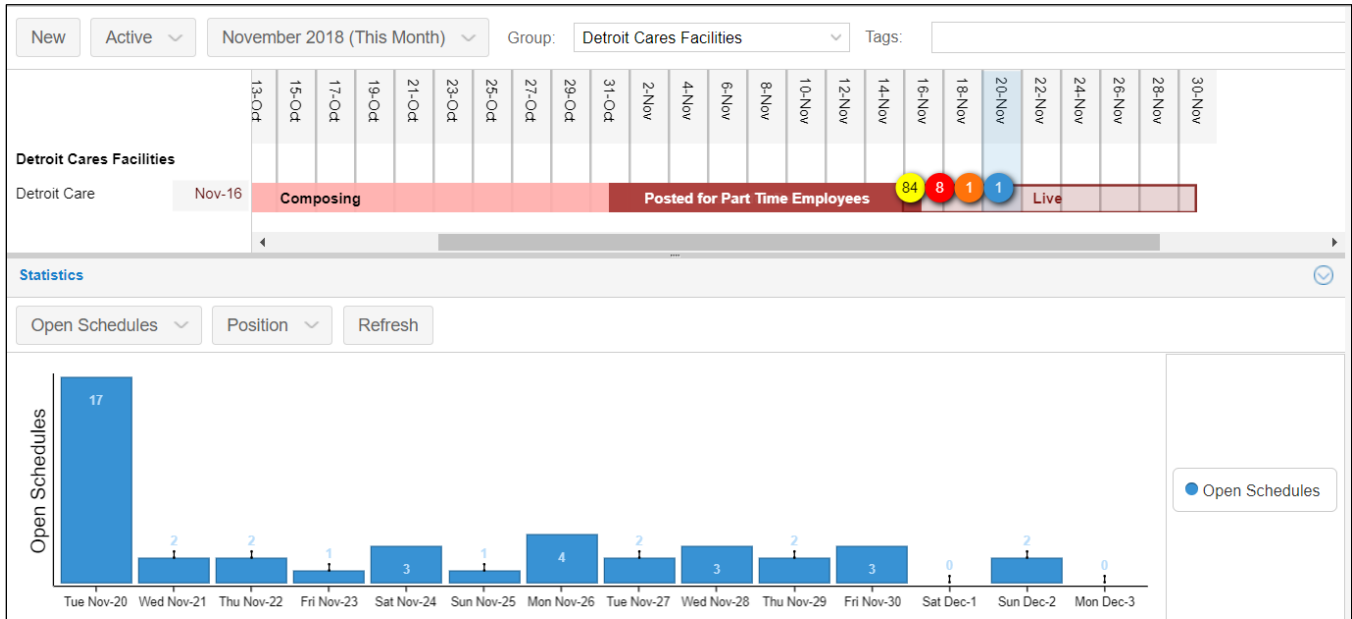 New Active November 2018 (This Month) Group: Detroit Cares Facilities Tags:
13-Oct 15-Oct 17-Oct 19-Oct 21-Oct 23-Oct 25-Oct 27-Oct 29-Oct 31-Oct 2-Nov 4-Nov 6-Nov 8-Nov 10-Nov 12-Nov 14-Nov 16-Nov 18-Nov 20-Nov 22-Nov 24-Nov 26-Nov 28-Nov 30-Nov
Detroit Cares Facilities
Detroit Care Nov-16 Composing Posted for Part Time Employees 84 8 1 1 Live
Statistics
Open Schedules Position Refresh
Open Schedules
17 2 2 1 3 1 4 2 3 2 3 0 2 0
Tue Nov-20 Wed Nov-21 Thu Nov-22 Fri Nov-23 Sat Nov-24 Sun Nov-25 Mon Nov-26 Tue Nov-27 Wed Nov-28 Thu Nov-29 Fri Nov-30 Sat Dec-1 Sun Dec-2 Mon Dec-3
Open Schedules